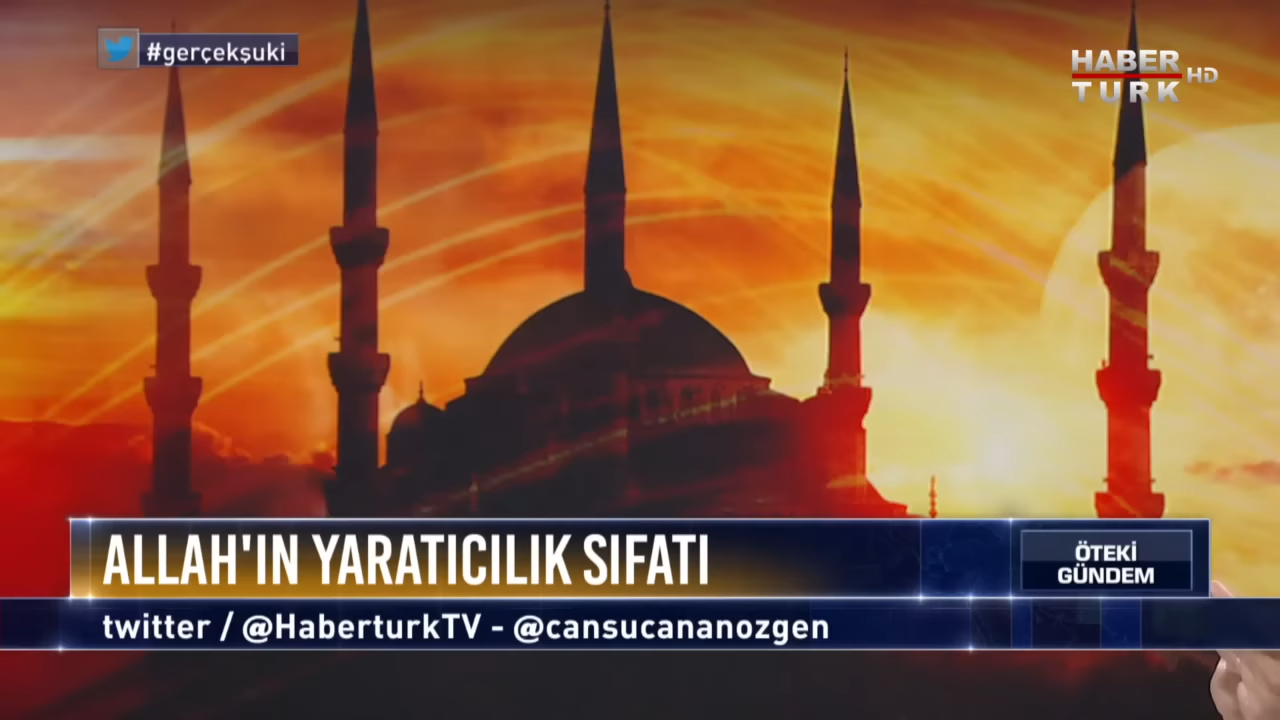 #gerçekşuki
HABER
TURK HD
ALLAH'IN YARATICILIK SIFATI
ÖTEKİ
GÜNDEM
twitter / @HaberturkTV - @cansucananozgen